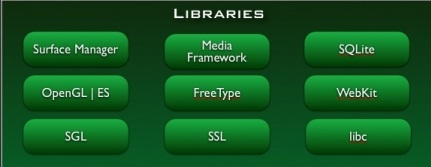 LIBRARIES
Surface Manager
Media
Framework
SQLite
OpenGL | ES
FreeType
WebKit
SGL
SSL
libc